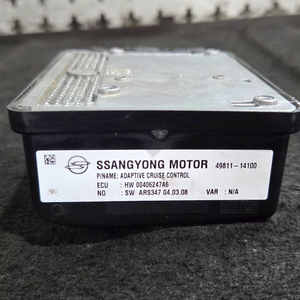 SSANGYONG MOTOR 49811-14100
P/NAME: ADAPTIVE CRUISE CONTROL
ECU : HW 00406247A6
NO : SW ARS347 04.03.08 VAR : N/A